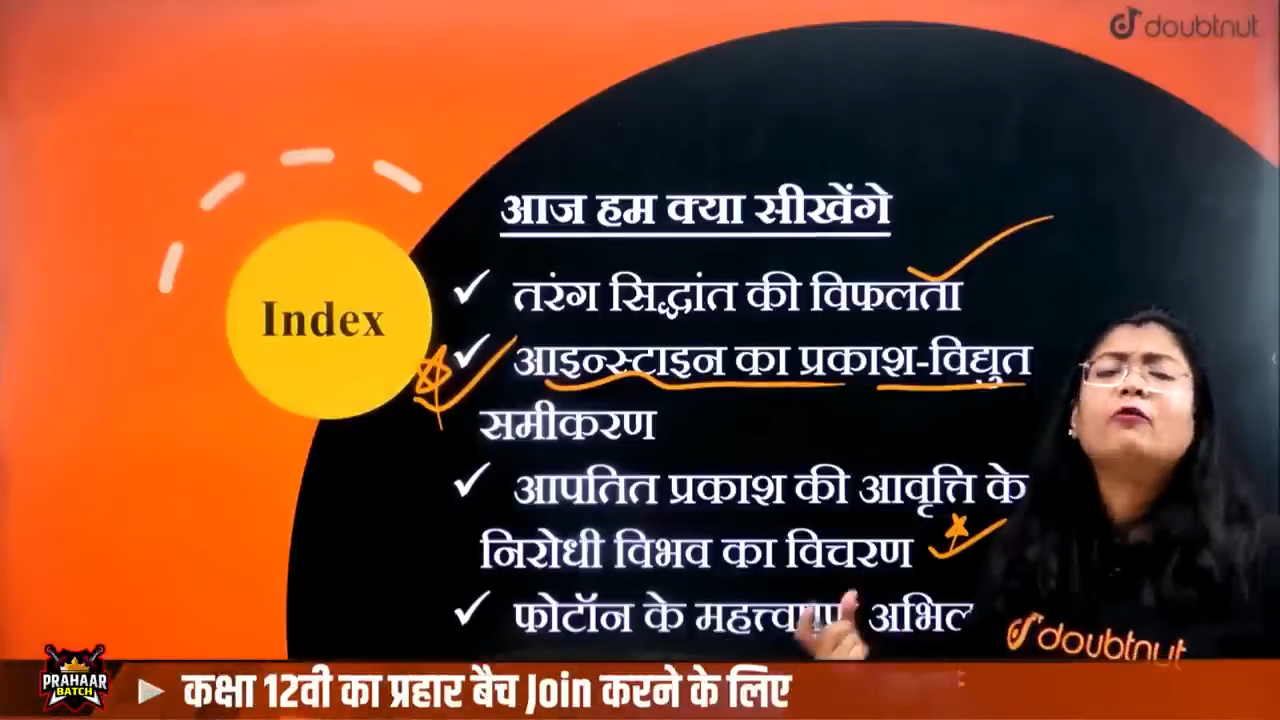 doubtnut
आज हम क्या सीखेंगे
तरंग सिद्धांत की विफलता
Index
आइन्स्टाइन का प्रकाश-विद्युत
समीकरण
आपतित प्रकाश की आवृत्ति के
निरोधी विभव का विचरण
फोटॉन के
doubtnut
PRAHAAR
BATCH
कक्षा 12वी का प्रहार बैच Join करने के लिए